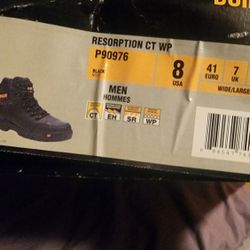 RESORPTION CT WP
P90976
BLACK
8 USA
41 EURO
7 UK
WIDE/LARGE
MEN
HOMMES
CT EH SR WP